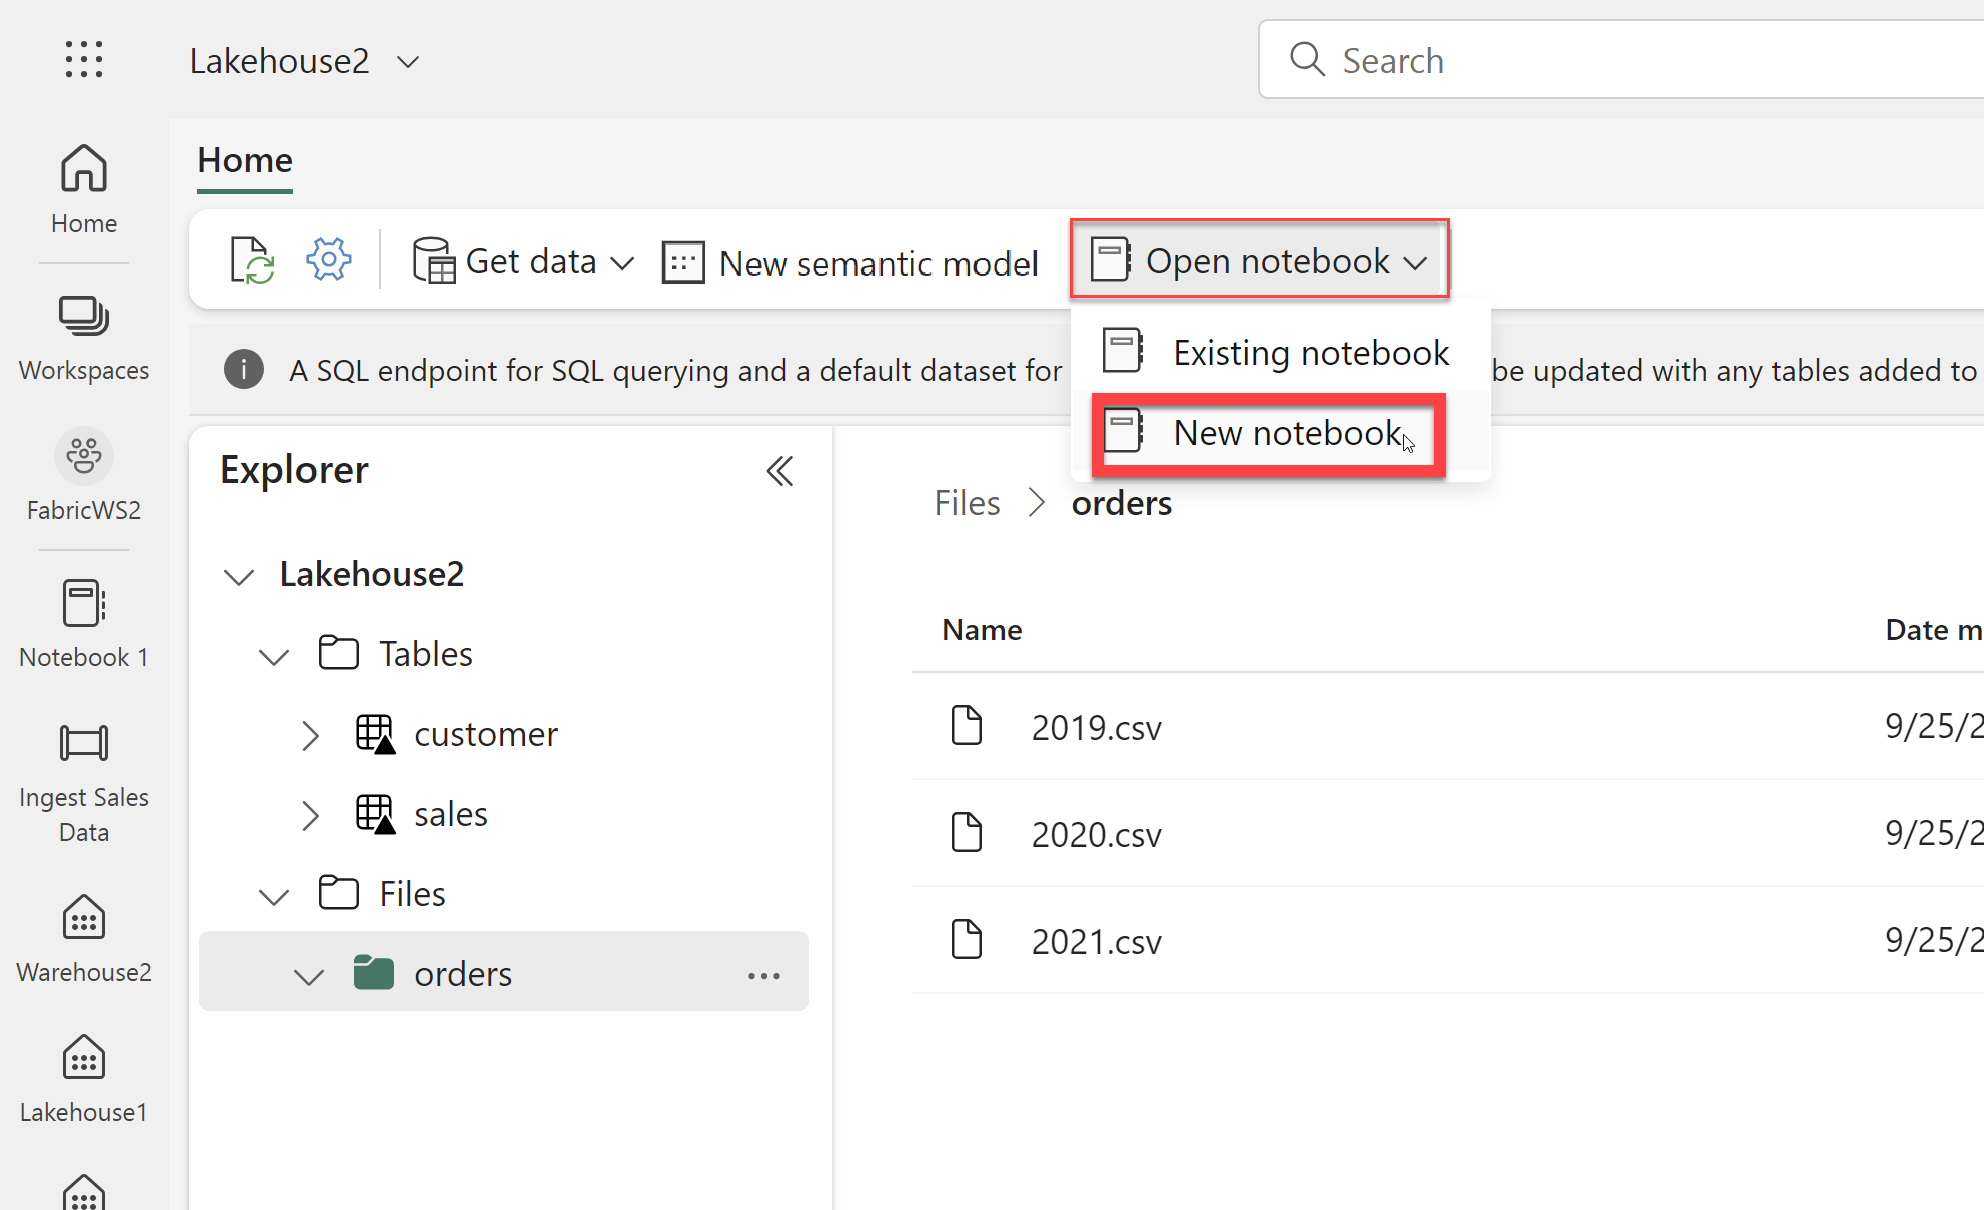 Lakehouse2
Search
Home
Home
Get data
New semantic model
Open notebook
Existing notebook
New notebook
Workspaces
A SQL endpoint for SQL querying and a default dataset for
be updated with any tables added to
FabricWS2
Explorer
Files
orders
Lakehouse2
Tables
customer
sales
Files
orders
Name
Date m
2019.csv
9/25/2
2020.csv
9/25/2
2021.csv
9/25/2
Notebook 1
Ingest Sales
Data
Warehouse2
Lakehouse1